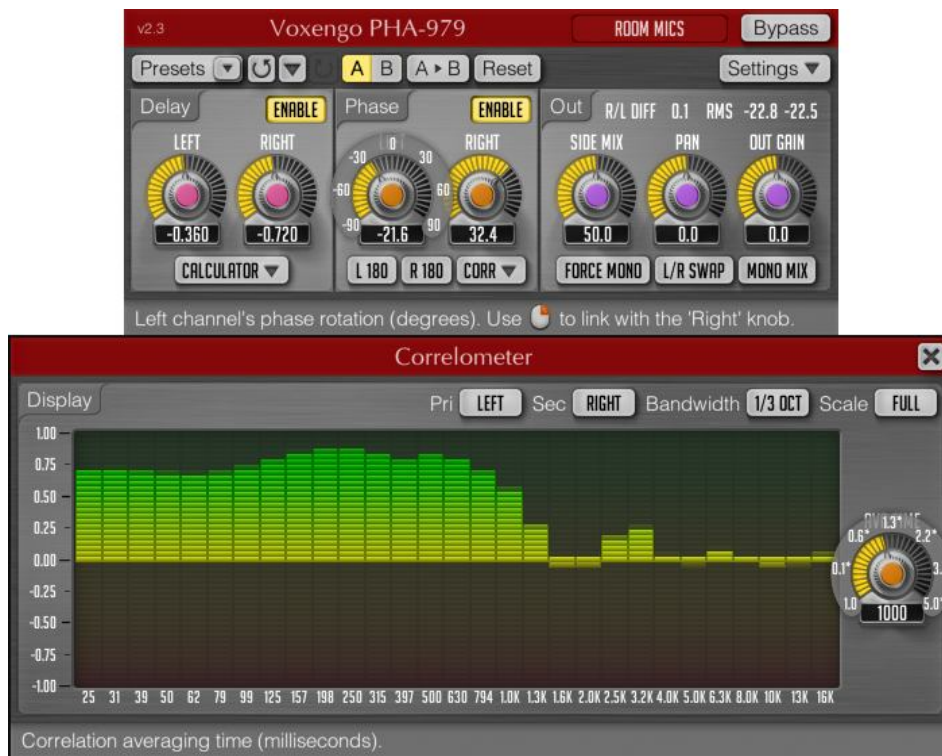 v2.3 Voxengo PHA-979 ROOM MICS Bypass
Presets A B A▸B Reset Settings
Delay ENABLE Phase ENABLE Out R/L DIFF 0.1 RMS -22.8 -22.5
LEFT RIGHT RIGHT SIDE MIX PAN OUT GAIN
0
-30 30
-60 60
-90 90
-0.360 -0.720 -21.6 32.4 50.0 0.0 0.0
CALCULATOR L 180 R 180 CORR FORCE MONO L/R SWAP MONO MIX
Left channel's phase rotation (degrees). Use to link with the 'Right' knob.
Correlometer
Display Pri LEFT Sec RIGHT Bandwidth 1/3 OCT Scale FULL
1.00
0.75
0.50
0.25
0.00
-0.25
-0.50
-0.75
-1.00
1.3*
0.6* 2.2*
0.1* 3.
1.0 5.0*
1000
25 31 39 50 62 79 99 125 157 198 250 315 397 500 630 794 1.0K 1.3K 1.6K 2.0K 2.5K 3.2K 4.0K 5.0K 6.3K 8.0K 10K 13K 16K
Correlation averaging time (milliseconds).